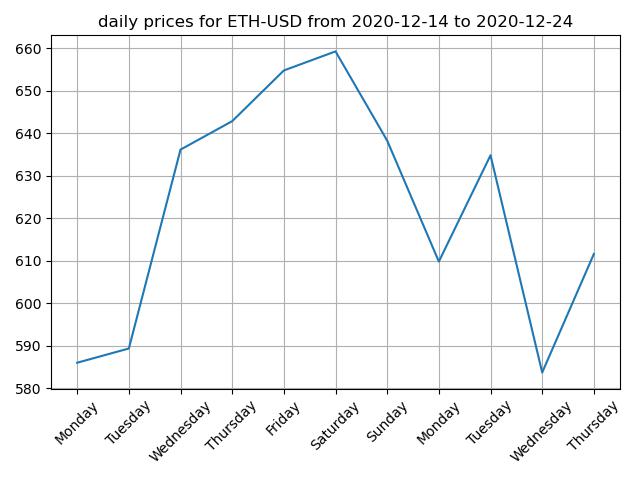 daily prices for ETH-USD from 2020-12-14 to 2020-12-24
660
650
640
630
620
610
600
590
580
Monday
Tuesday
Wednesday
Thursday
Friday
Saturday
Sunday
Monday
Tuesday
Wednesday
Thursday